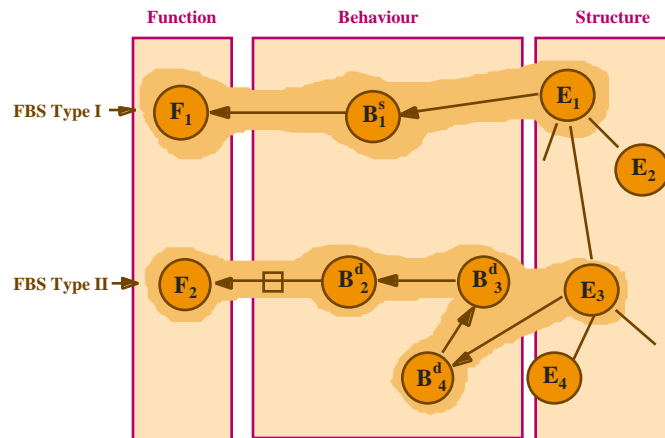 Function Behaviour Structure
FBS Type I
F1
B1s
E1
E2
FBS Type II
F2
B2d
B3d
E3
B4d
E4